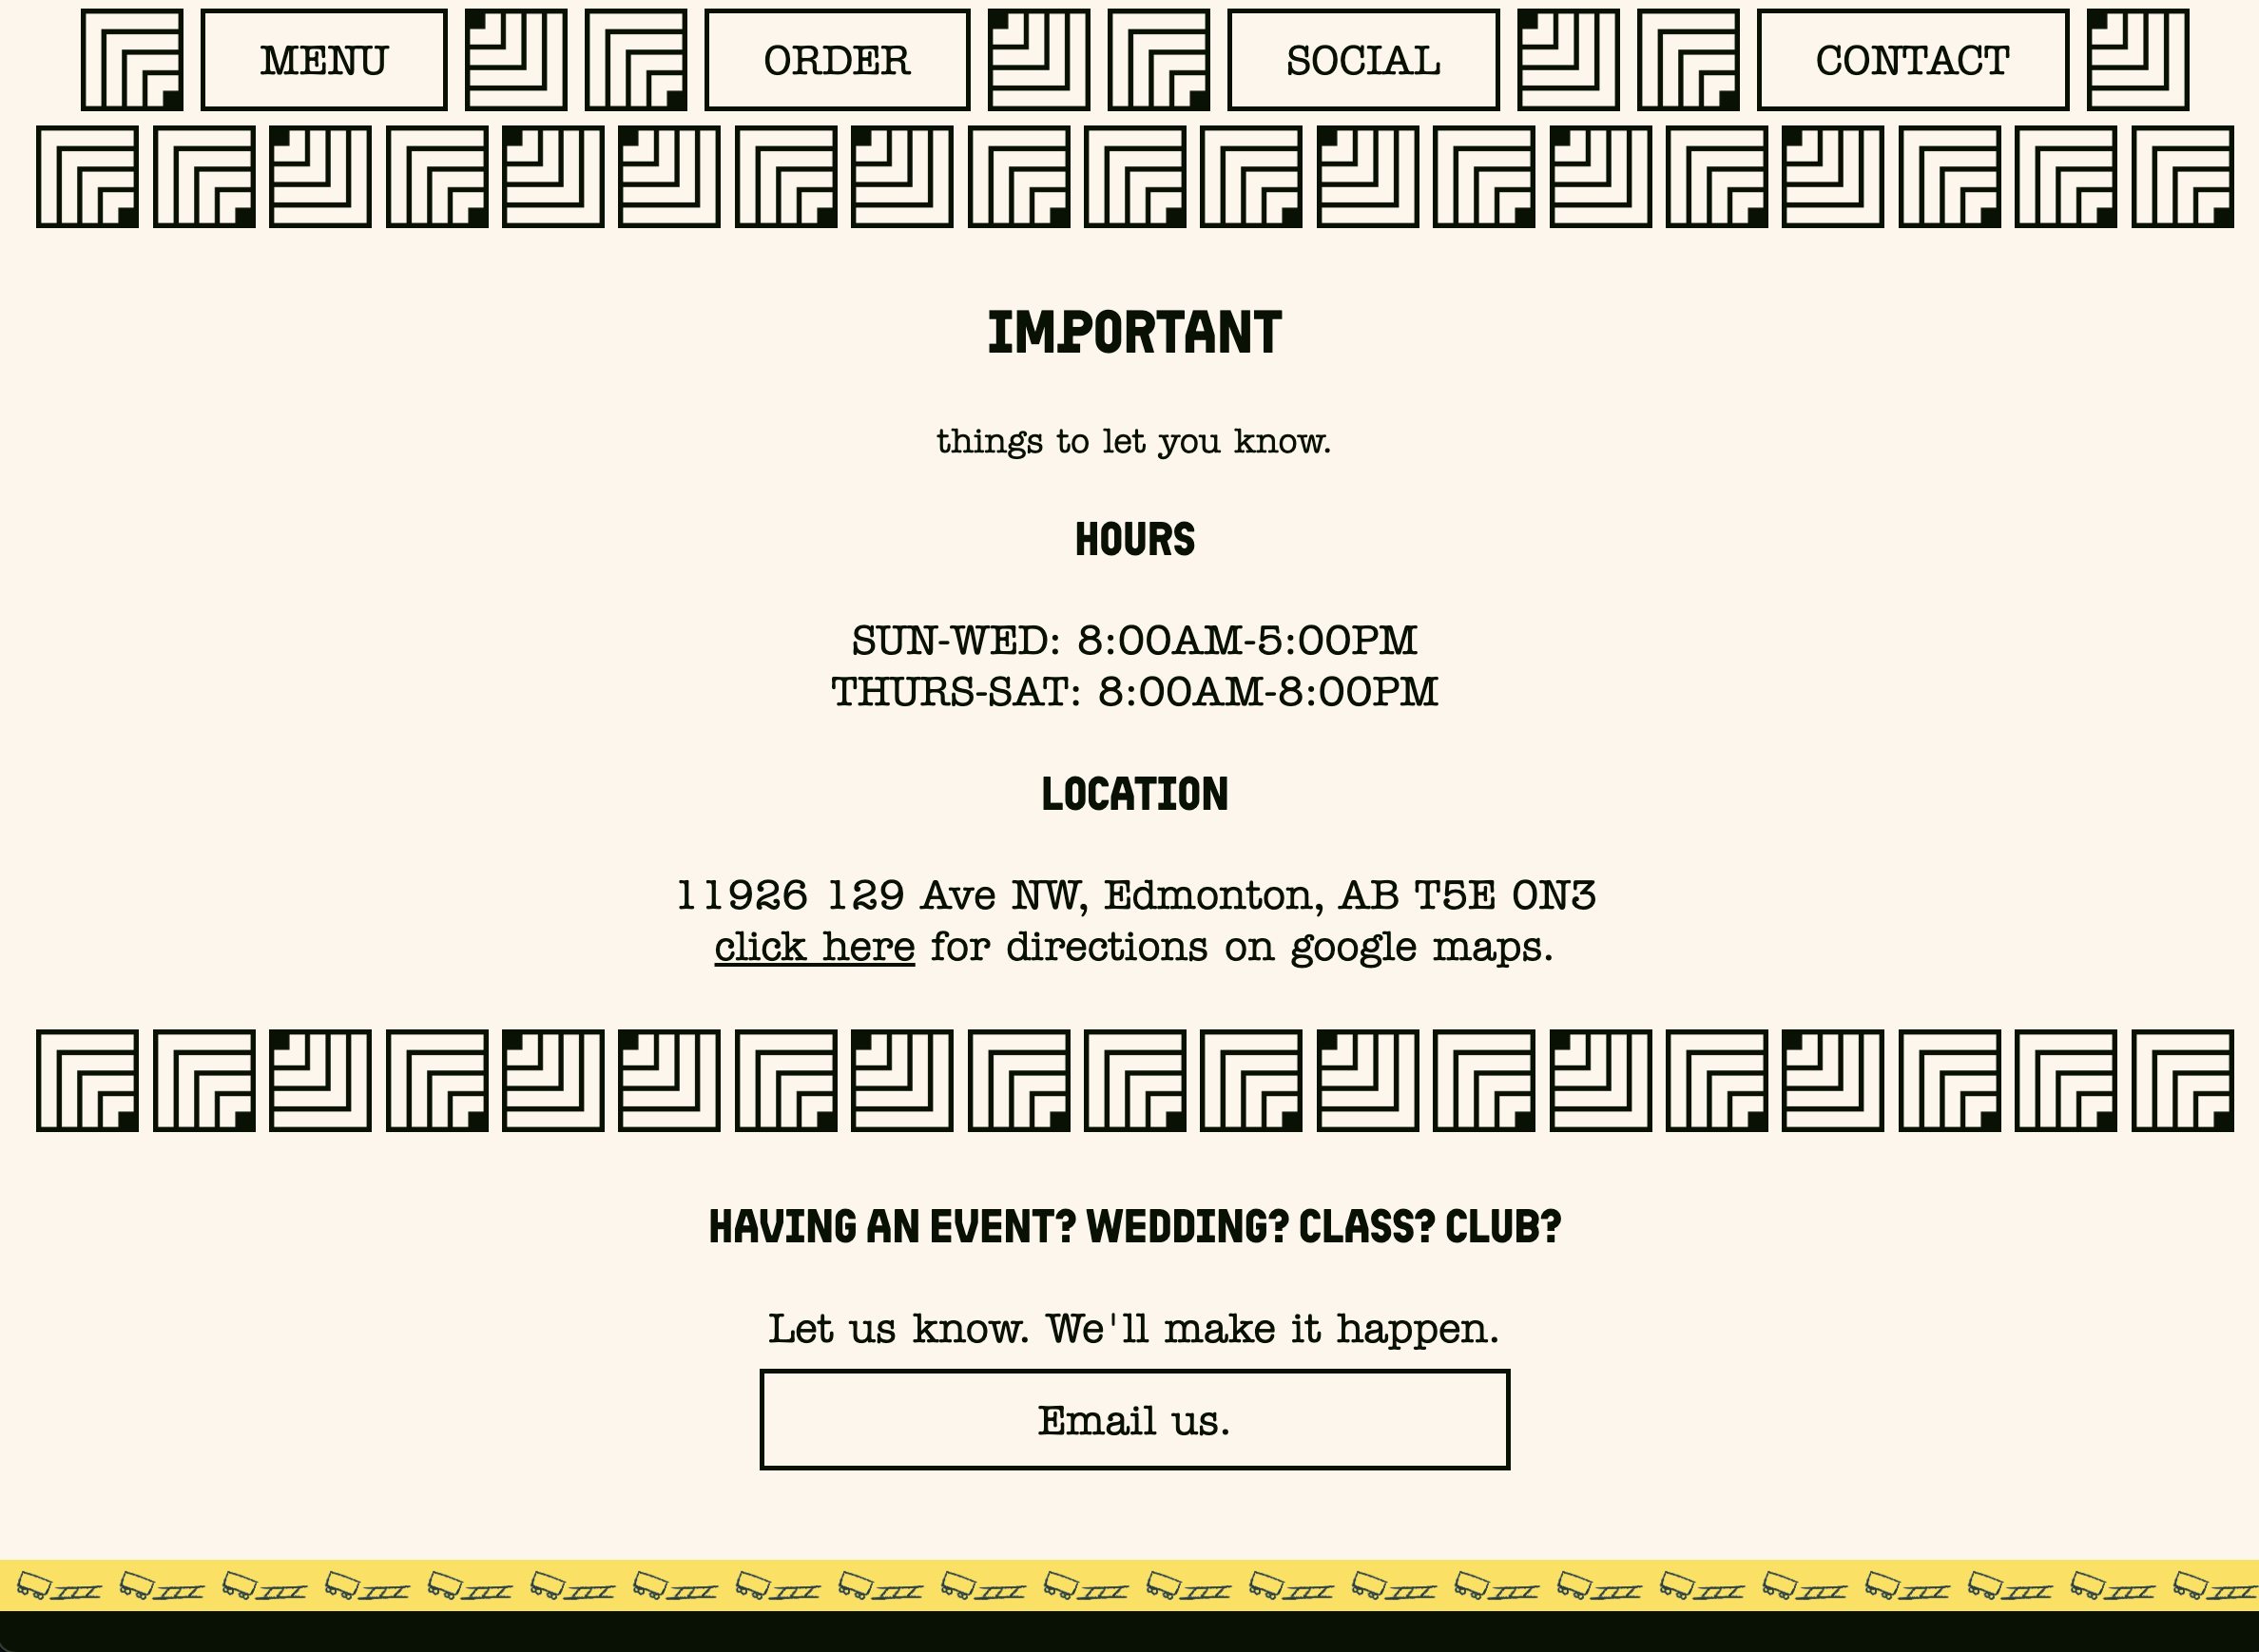 MENU
ORDER
SOCIAL
CONTACT
IMPORTANT
things to let you know.
HOURS
SUN-WED: 8:00AM-5:00PM
THURS-SAT: 8:00AM-8:00PM
LOCATION
11926 129 Ave NW, Edmonton, AB T5E 0N3
click here for directions on google maps.
HAVING AN EVENT? WEDDING? CLASS? CLUB?
Let us know. We'll make it happen.
Email us.